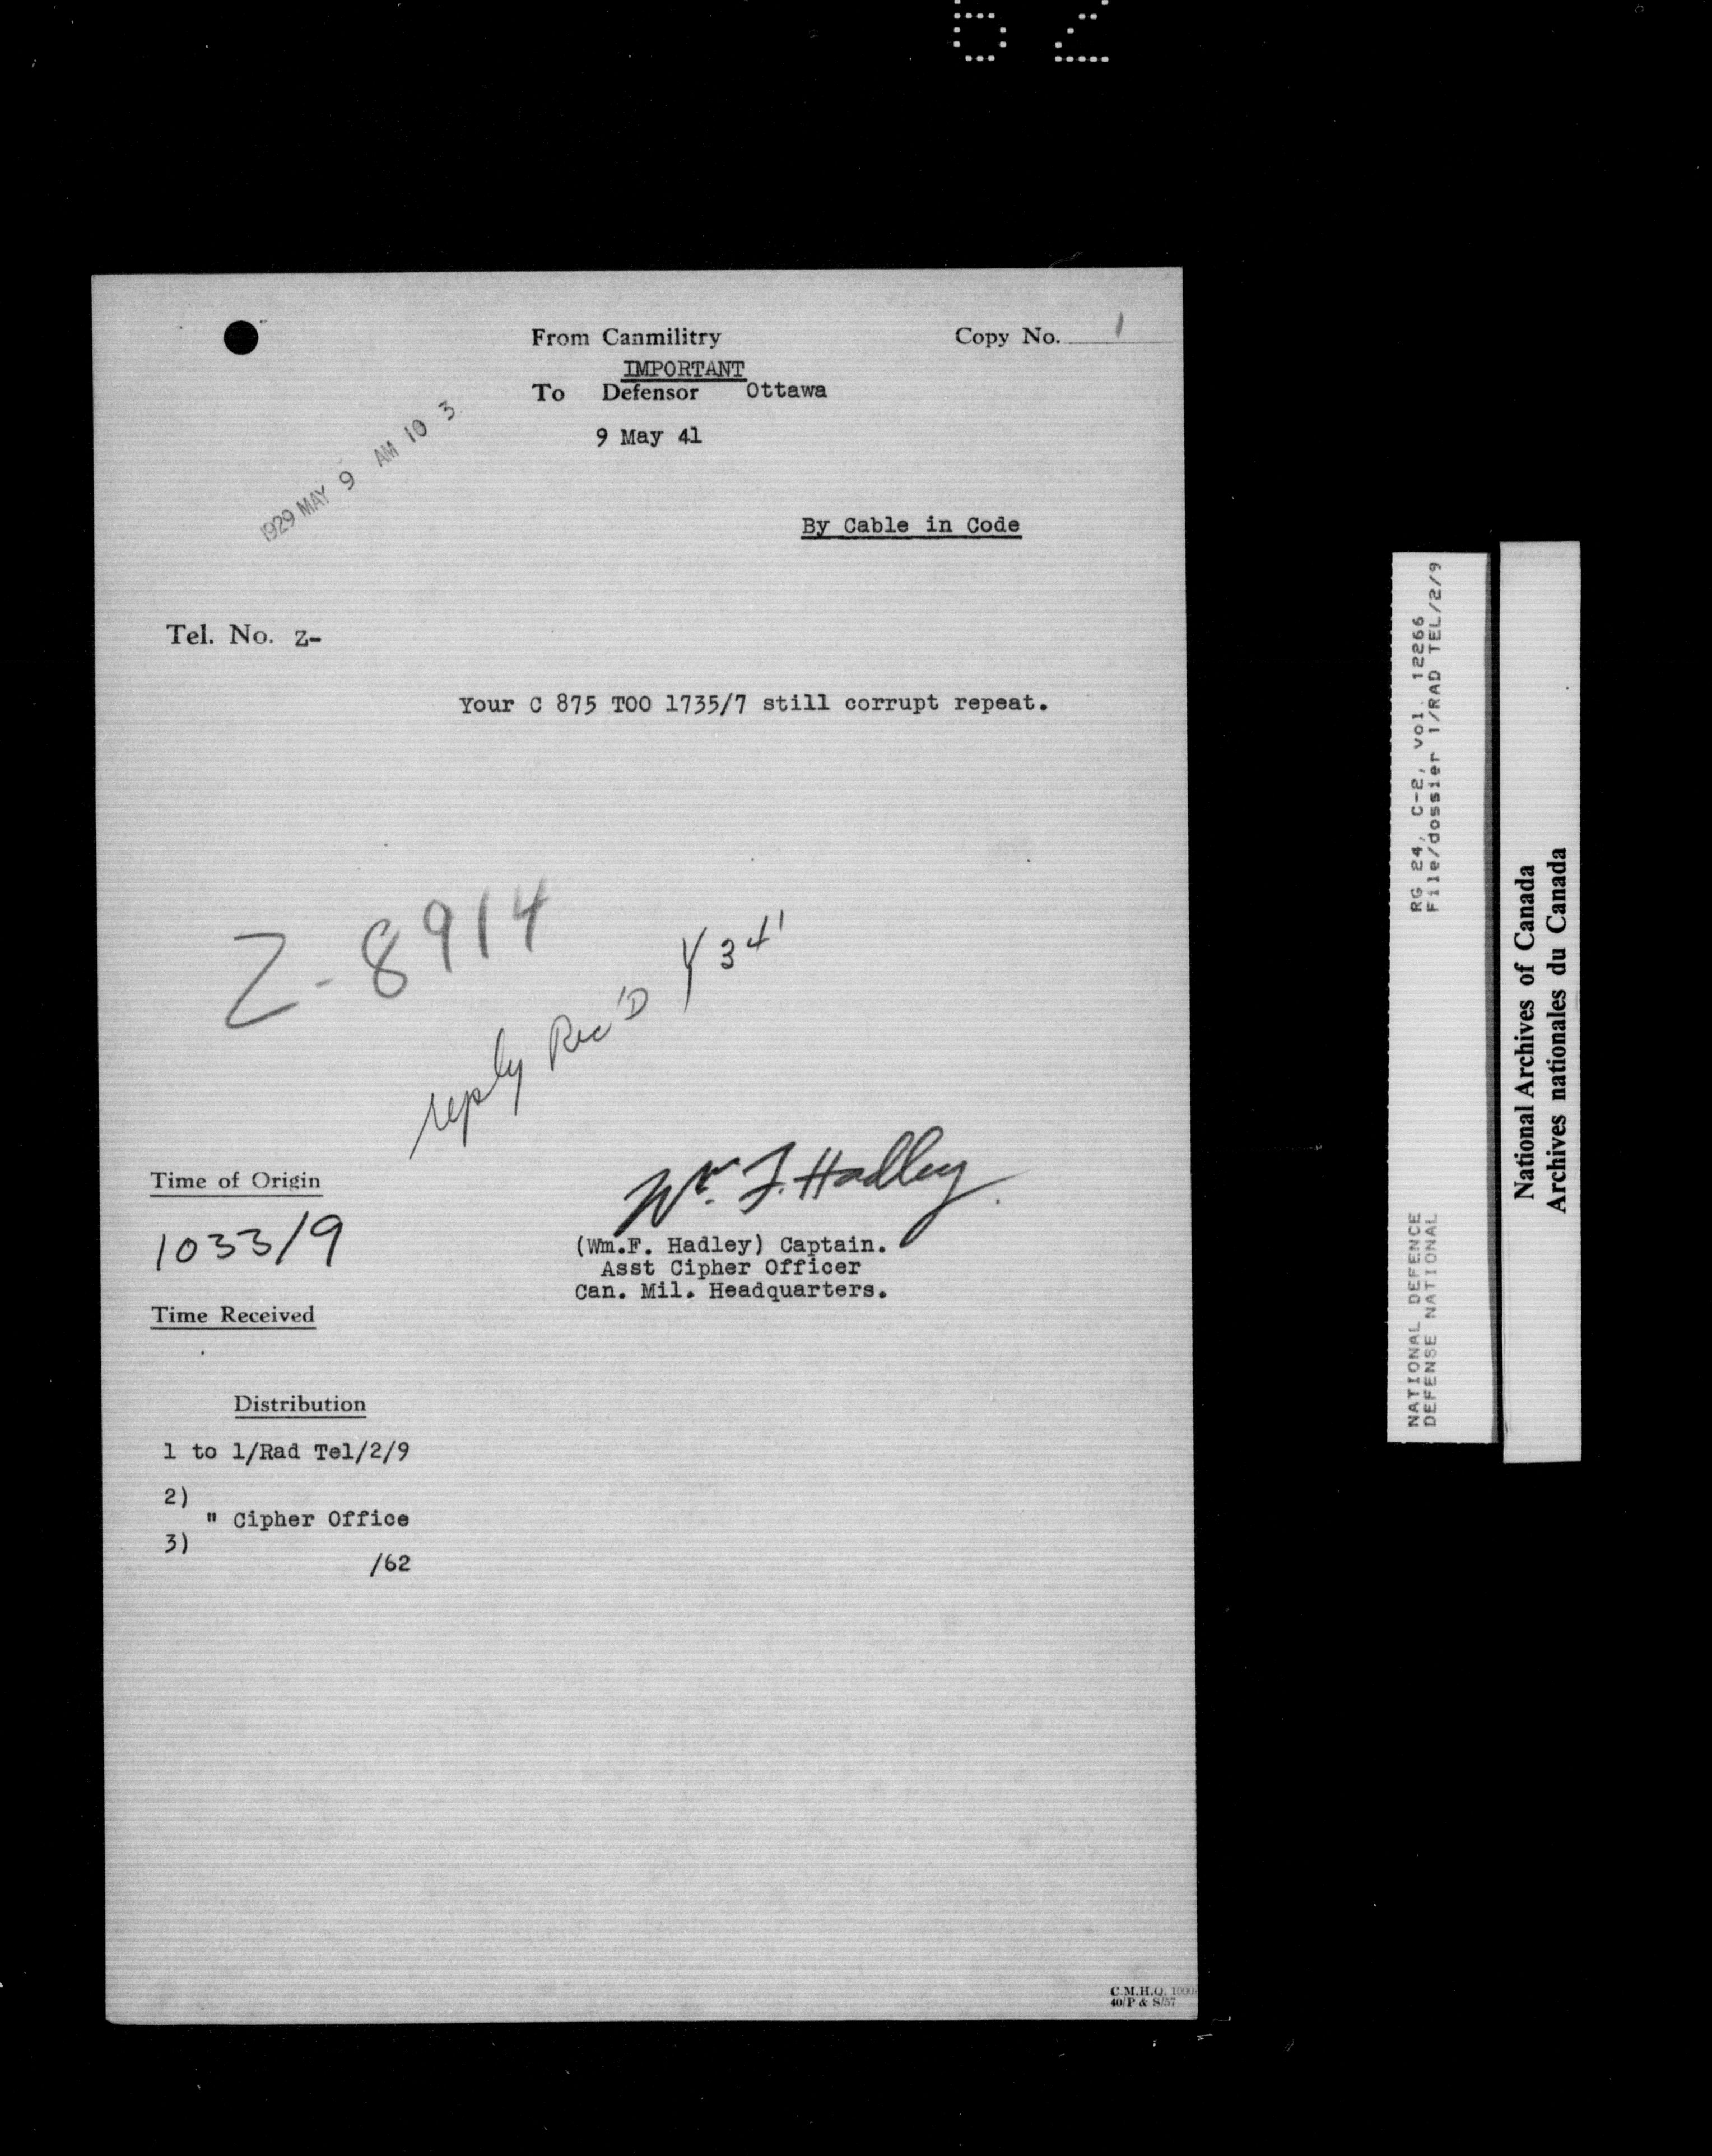 52
From Canmilitry
Copy No. 1
IMPORTANT
To Defensor Ottawa
9 May 41
1929 MAY 9 AM 10 3
By Cable in Code
Tel. No. Z-
Your C 875 TOO 1735/7 still corrupt repeat.
Z-8914
reply Rec'D
Wm. F. Hadley
Time of Origin
1033/9
(Wm.F. Hadley) Captain.
Asst Cipher Officer
Can. Mil. Headquarters.
Time Received
Distribution
1 to 1/Rad Tel/2/9
2)
" Cipher Office
3)
/62
C.M.H.Q. 1000
40/P & S/57
RG 24, C-2, vol. 12266
File/dossier 1/RAD TEL/2/9
NATIONAL DEFENCE
DEFENSE NATIONAL
National Archives of Canada
Archives nationales du Canada